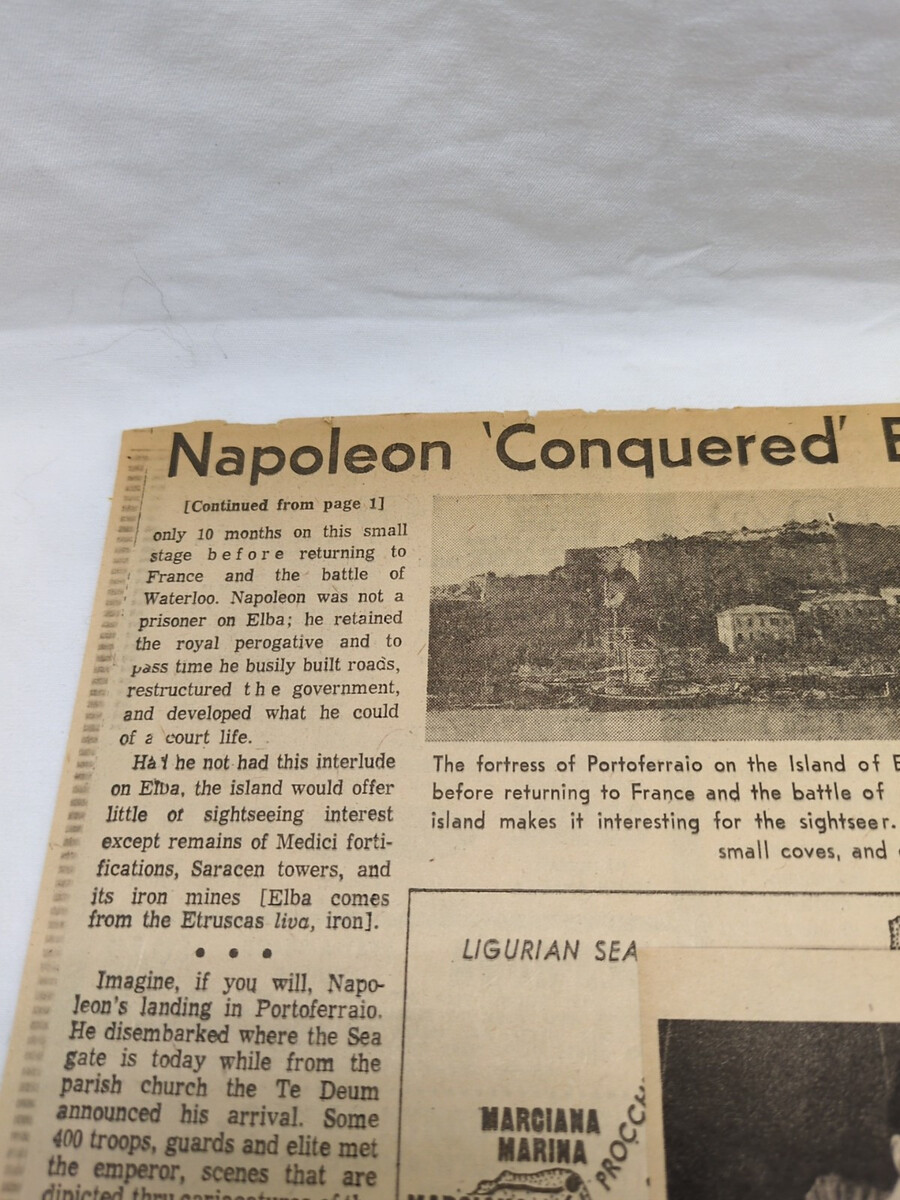 Napoleon 'Conquered' E
[Continued from page 1]
only 10 months on this small
stage before returning to
France and the battle of
Waterloo. Napoleon was not a
prisoner on Elba; he retained
the royal perogative and to
pass time he busily built roads,
restructured the government,
and developed what he could
of a court life.
Had he not had this interlude
on Elba, the island would offer
little of sightseeing interest
except remains of Medici forti-
fications, Saracen towers, and
its iron mines [Elba comes
from the Etruscas liva, iron].
• • •
Imagine, if you will, Napo-
leon's landing in Portoferraio.
He disembarked where the Sea
gate is today while from the
parish church the Te Deum
announced his arrival. Some
400 troops, guards and elite met
the emperor, scenes that are
dipicted thru caricatures of the
The fortress of Portoferraio on the Island of E
before returning to France and the battle of
island makes it interesting for the sightseer.
small coves, and
LIGURIAN SEA
MARCIANA
MARINA
PROCCH